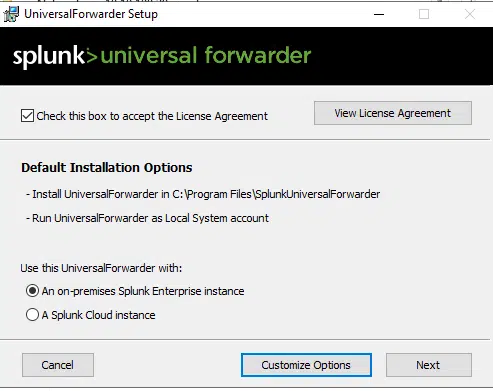 UniversalForwarder Setup
splunk>universal forwarder
Check this box to accept the License Agreement
View License Agreement
Default Installation Options
- Install UniversalForwarder in C:\Program Files\SplunkUniversalForwarder
- Run UniversalForwarder as Local System account
Use this UniversalForwarder with:
An on-premises Splunk Enterprise instance
A Splunk Cloud instance
Cancel
Customize Options
Next